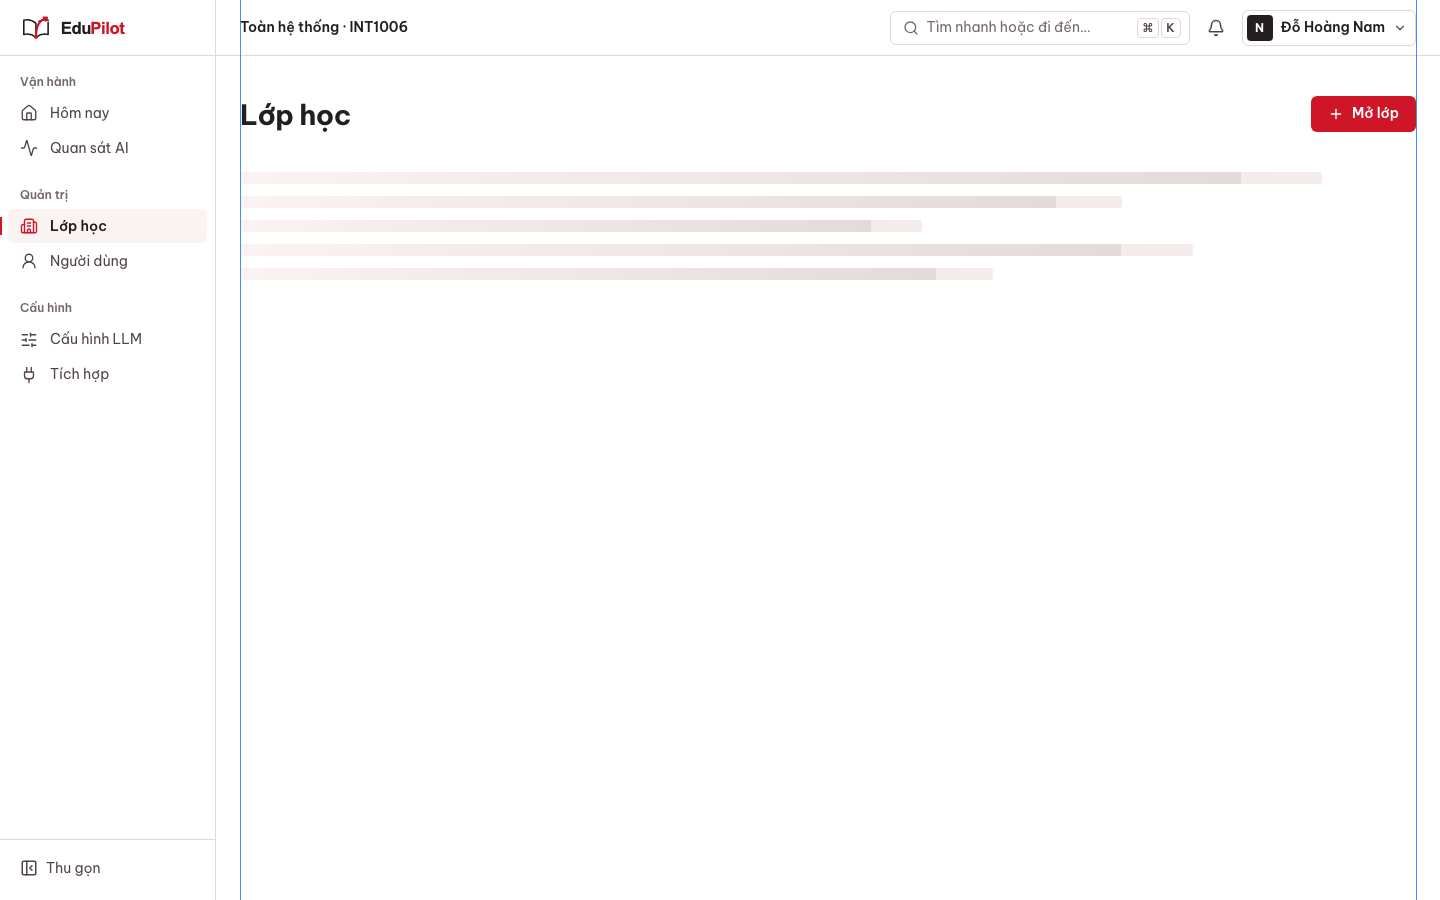 EduPilot
Toàn hệ thống · INT1006
Tìm nhanh hoặc đi đến...
⌘ K
N
Đỗ Hoàng Nam
Vận hành
Hôm nay
Quan sát AI
Quản trị
Lớp học
Người dùng
Cấu hình
Cấu hình LLM
Tích hợp
Thu gọn
Lớp học
Mở lớp